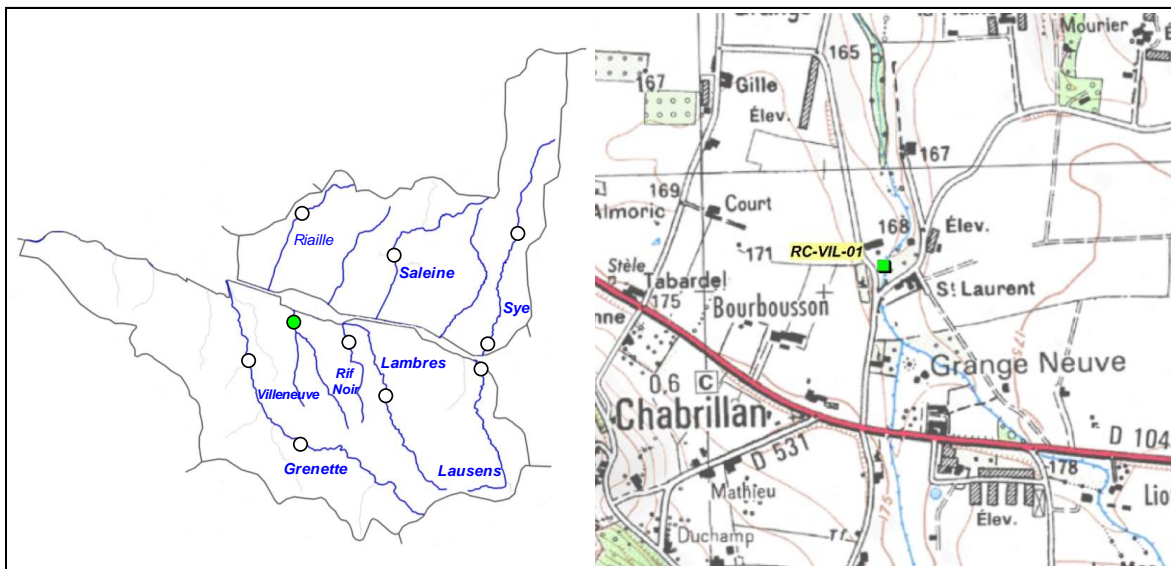 Riaille
Saleine
Sye
Lambres
Rif
Noir
Villeneuve
Grenette
Lausens
165
Mourier
167
Gille
Élev.
167
169
Court
168
Élev.
Almoric
171
RC-VIL-01
Stèle
Tabardel
St Laurent
175
Bourbousson
175
Grange Neuve
0.6
C
Chabrillan
D 104
D 531
178
Mathieu
Élev.
Lio
175
Duchamp